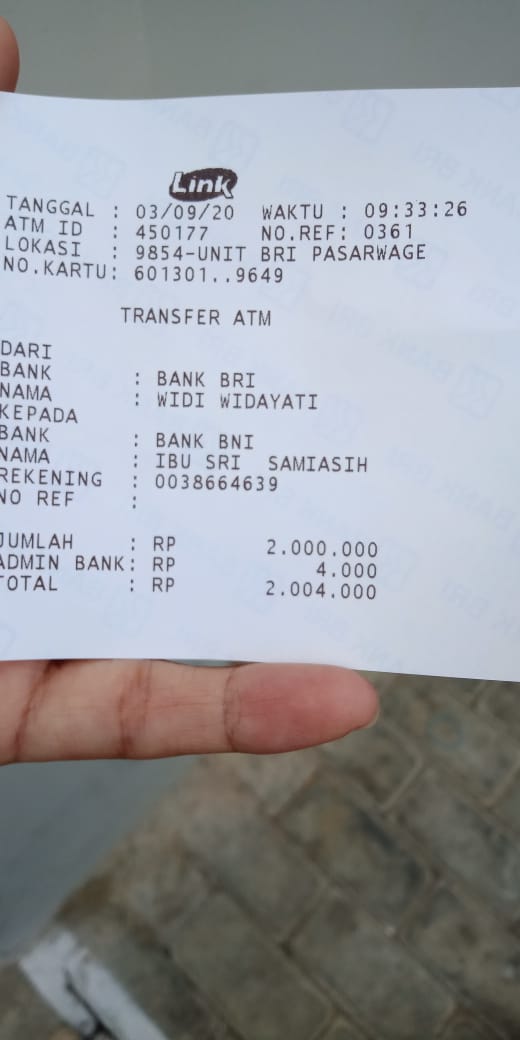 Link
TANGGAL : 03/09/20 WAKTU : 09:33:26
ATM ID : 450177 NO.REF: 0361
LOKASI : 9854-UNIT BRI PASARWAGE
NO.KARTU: 601301..9649
TRANSFER ATM
DARI
BANK : BANK BRI
NAMA : WIDI WIDAYATI
KEPADA
BANK : BANK BNI
NAMA : IBU SRI SAMIASIH
REKENING : 0038664639
NO REF :
JUMLAH : RP 2.000.000
ADMIN BANK: RP 4.000
TOTAL : RP 2.004.000